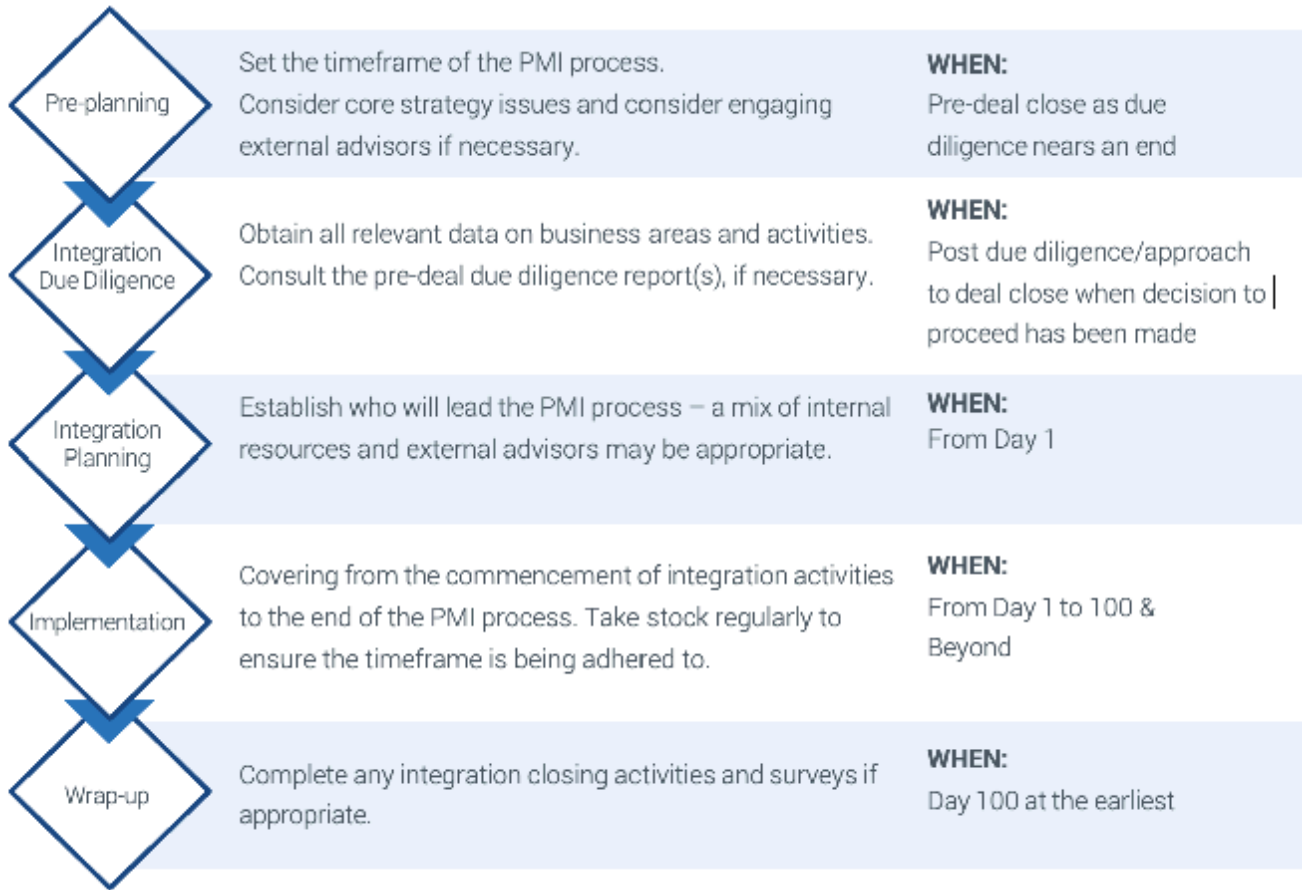 Pre-planning
Set the timeframe of the PMI process.
Consider core strategy issues and consider engaging
external advisors if necessary.
WHEN:
Pre-deal close as due
diligence nears an end
Integration
Due Diligence
Obtain all relevant data on business areas and activities.
Consult the pre-deal due diligence report(s), if necessary.
WHEN:
Post due diligence/approach
to deal close when decision to
proceed has been made
Integration
Planning
Establish who will lead the PMI process – a mix of internal
resources and external advisors may be appropriate.
WHEN:
From Day 1
Implementation
Covering from the commencement of integration activities
to the end of the PMI process. Take stock regularly to
ensure the timeframe is being adhered to.
WHEN:
From Day 1 to 100 &
Beyond
Wrap-up
Complete any integration closing activities and surveys if
appropriate.
WHEN:
Day 100 at the earliest